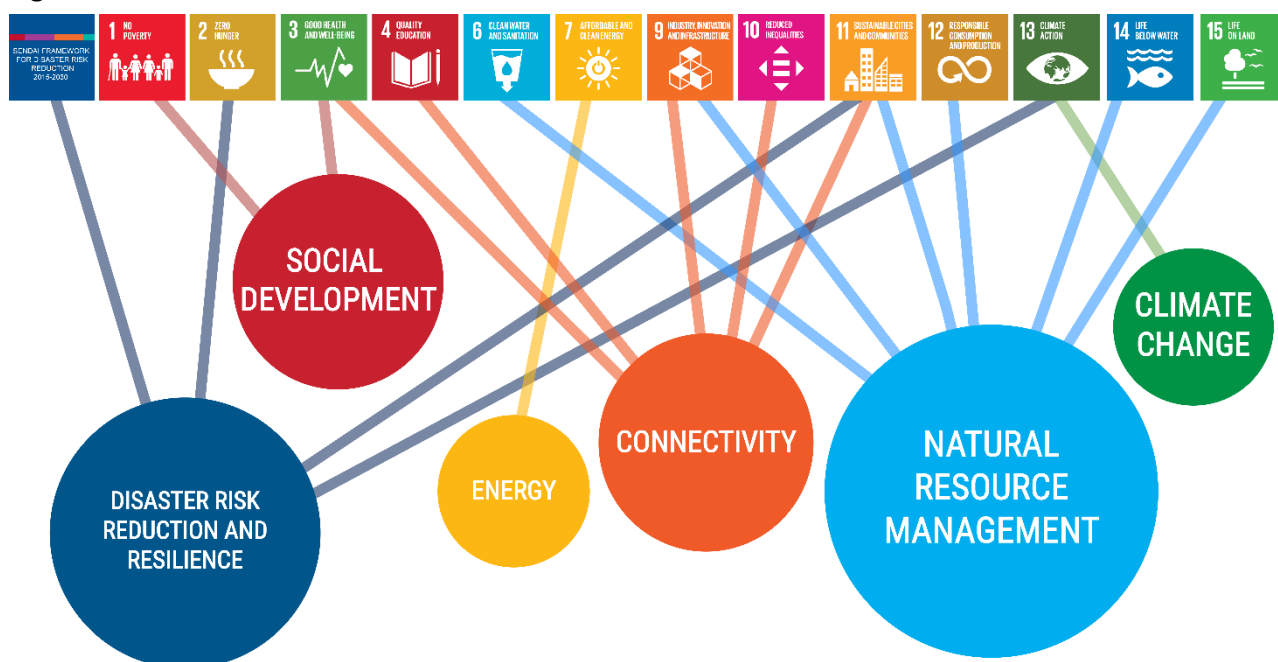 SENDAI FRAMEWORK
FOR DISASTER RISK
REDUCTION
2015-2030
1 NO
POVERTY
2 ZERO
HUNGER
3 GOOD HEALTH
AND WELL-BEING
4 QUALITY
EDUCATION
6 CLEAN WATER
AND SANITATION
7 AFFORDABLE AND
CLEAN ENERGY
9 INDUSTRY, INNOVATION
AND INFRASTRUCTURE
10 REDUCED
INEQUALITIES
11 SUSTAINABLE CITIES
AND COMMUNITIES
12 RESPONSIBLE
CONSUMPTION
AND PRODUCTION
13 CLIMATE
ACTION
14 LIFE
BELOW WATER
15 LIFE
ON LAND
SOCIAL
DEVELOPMENT
CLIMATE
CHANGE
CONNECTIVITY
NATURAL
RESOURCE
MANAGEMENT
ENERGY
DISASTER RISK
REDUCTION AND
RESILIENCE